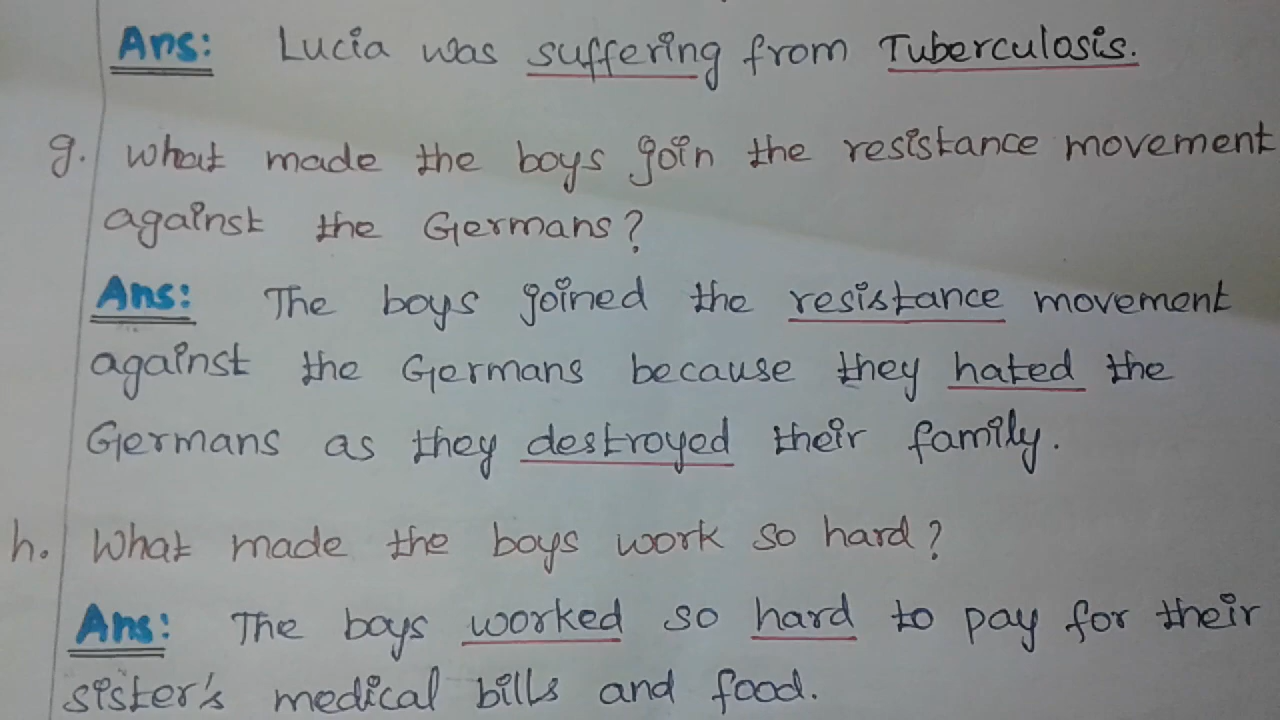 Ans: Lucia was suffering from Tuberculosis.
g. What made the boys join the resistance movement
against the Germans?
Ans: The boys joined the resistance movement
against the Germans because they hated the
Germans as they destroyed their family.
h. What made the boys work so hard?
Ans: The boys worked so hard to pay for their
sister's medical bills and food.